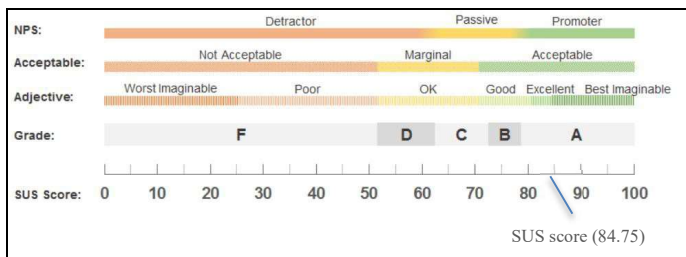 NPS: Detractor Passive Promoter
Acceptable: Not Acceptable Marginal Acceptable
Adjective: Worst Imaginable Poor OK Good Excellent Best Imaginable
Grade: F D C B A
SUS Score: 0 10 20 30 40 50 60 70 80 90 100
SUS score (84.75)